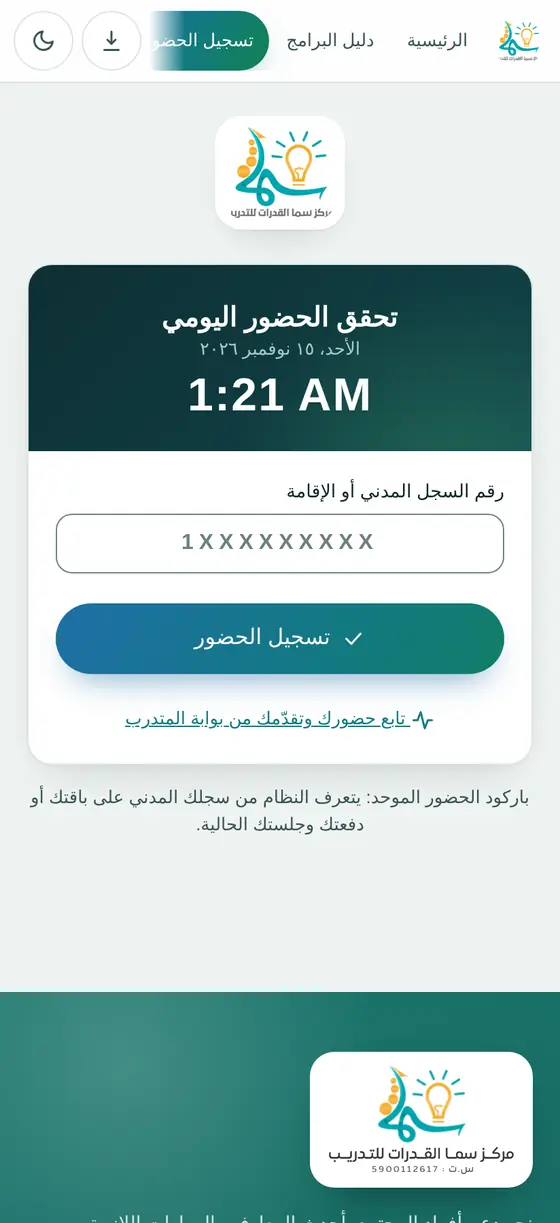 الرئيسية
دليل البرامج
تسجيل الحضو
مركز سما القدرات للتدريب
تحقق الحضور اليومي
الأحد، ١٥ نوفمبر ٢٠٢٦
1:21 AM
رقم السجل المدني أو الإقامة
1XXXXXXXXX
تسجيل الحضور
تابع حضورك وتقدّمك من بوابة المتدرب
باركود الحضور الموحد: يتعرف النظام من سجلك المدني على باقتك أو
دفعتك وجلستك الحالية.
مركز سما القدرات للتدريب
س.ت : 5900112617